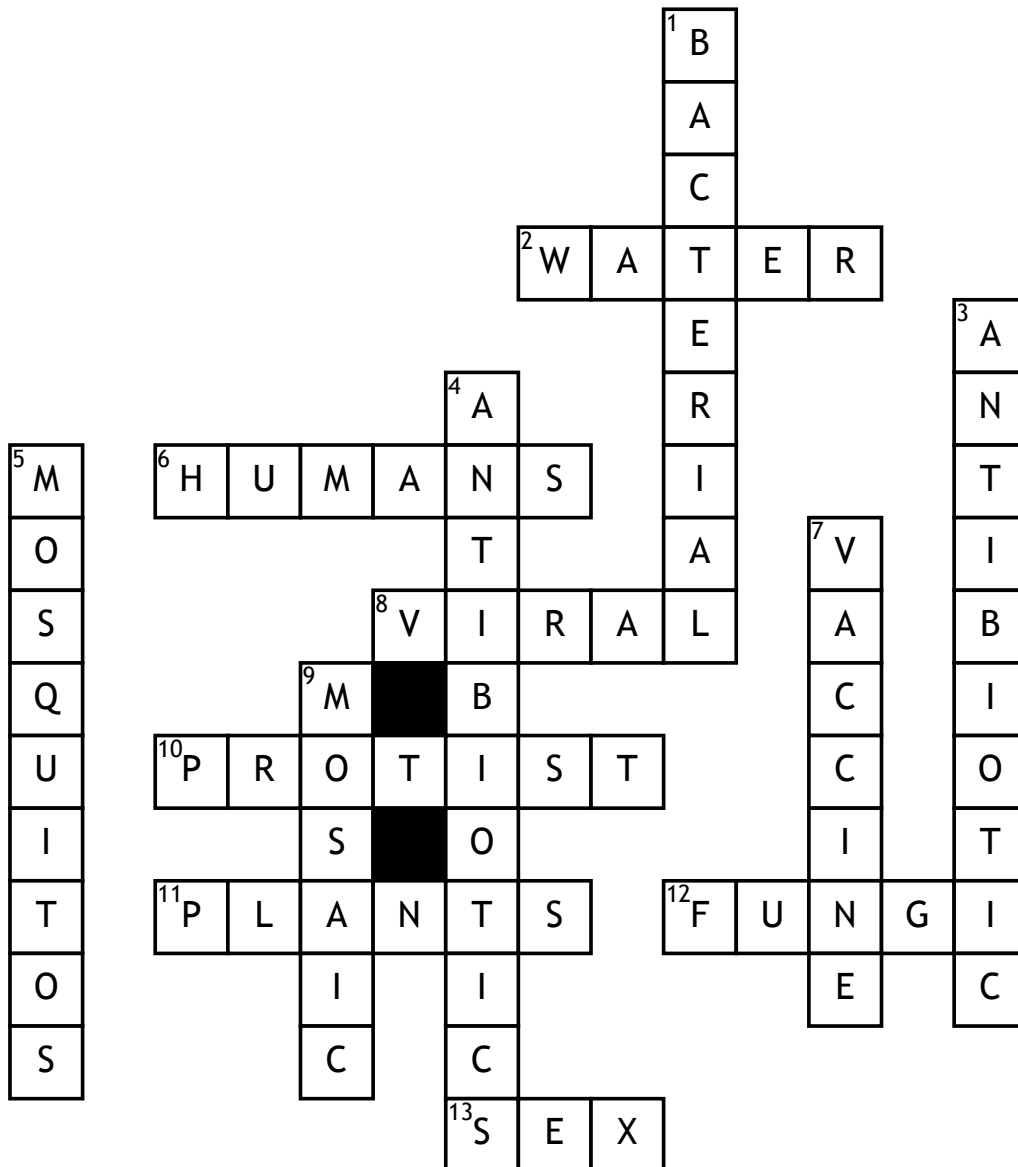 1 B
A
C
2 W A T E R
E 3 A
4 A R N
5 M 6 H U M A N S I T
O T A 7 V I
S 8 V I R A L A B
Q 9 M B C I
U 10 P R O T I S T C O
I S O I T
T 11 P L A N T S 12 F U N G I
O I I E C
S C C
13 S E X